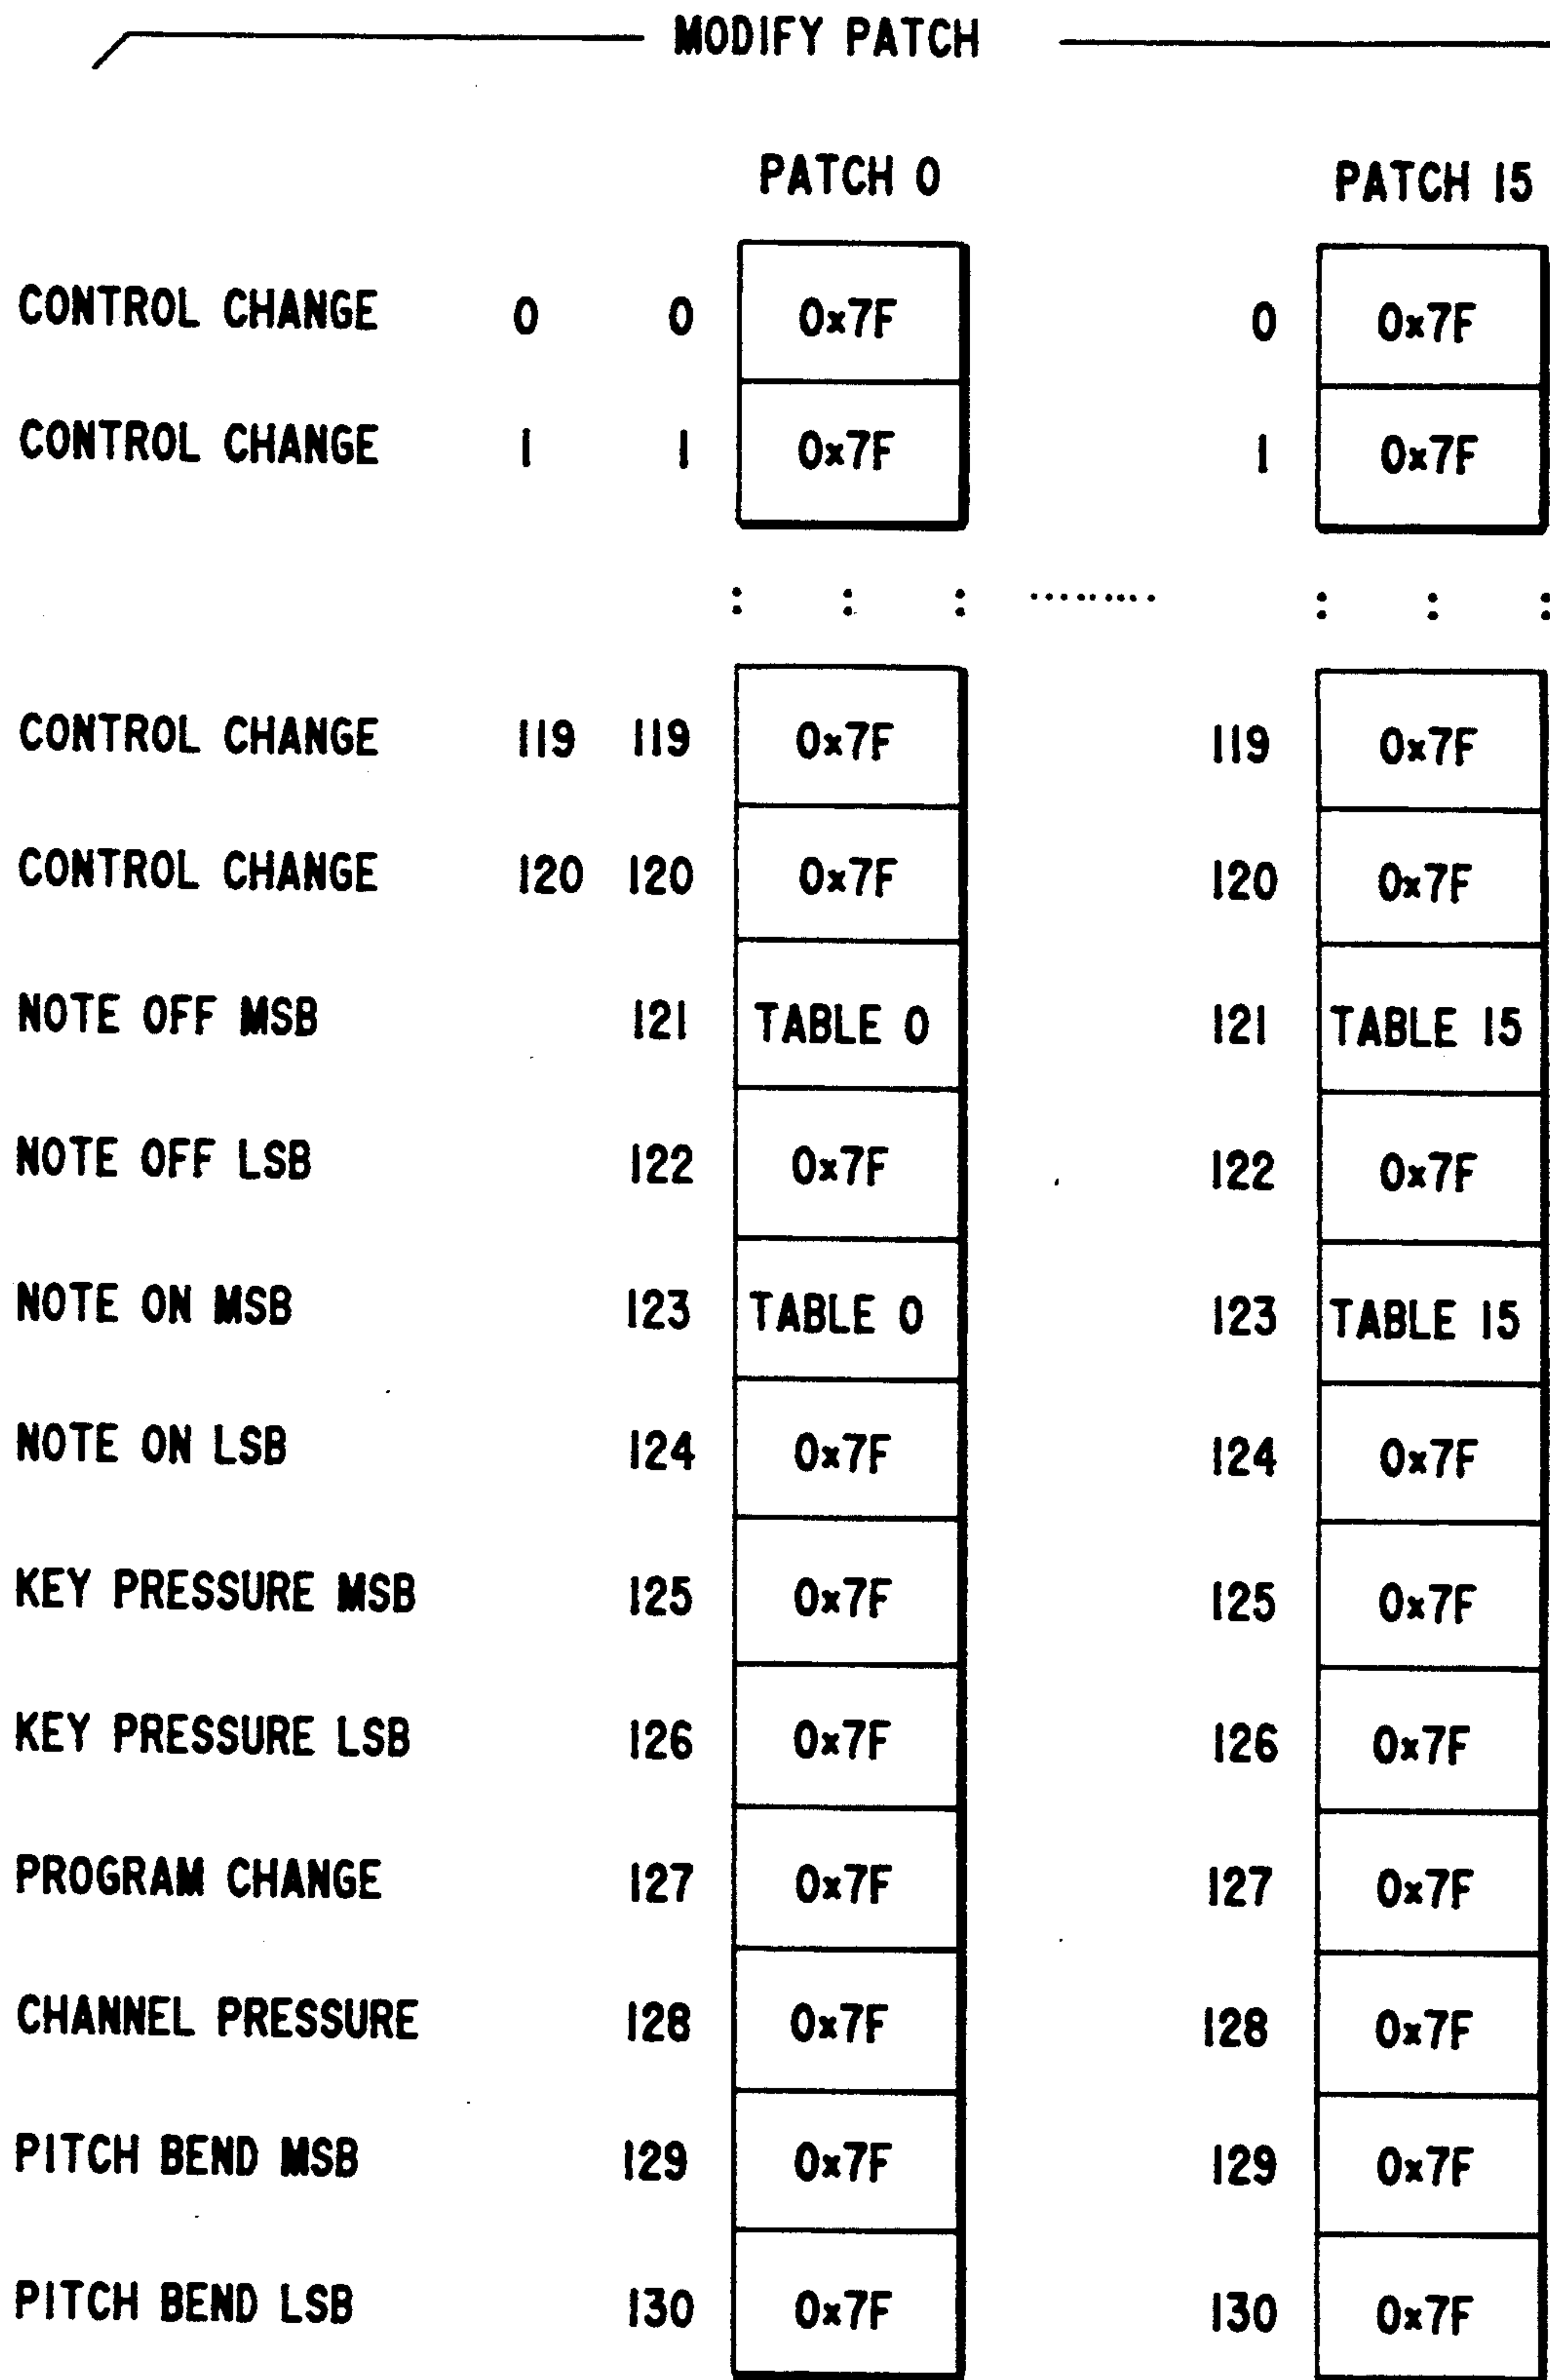 MODIFY PATCH
PATCH 0 PATCH 15
CONTROL CHANGE 0 0 0x7F 0 0x7F
CONTROL CHANGE 1 1 0x7F 1 0x7F
: : : ......... : : :
CONTROL CHANGE 119 119 0x7F 119 0x7F
CONTROL CHANGE 120 120 0x7F 120 0x7F
NOTE OFF MSB 121 TABLE 0 121 TABLE 15
NOTE OFF LSB 122 0x7F 122 0x7F
NOTE ON MSB 123 TABLE 0 123 TABLE 15
NOTE ON LSB 124 0x7F 124 0x7F
KEY PRESSURE MSB 125 0x7F 125 0x7F
KEY PRESSURE LSB 126 0x7F 126 0x7F
PROGRAM CHANGE 127 0x7F 127 0x7F
CHANNEL PRESSURE 128 0x7F 128 0x7F
PITCH BEND MSB 129 0x7F 129 0x7F
PITCH BEND LSB 130 0x7F 130 0x7F